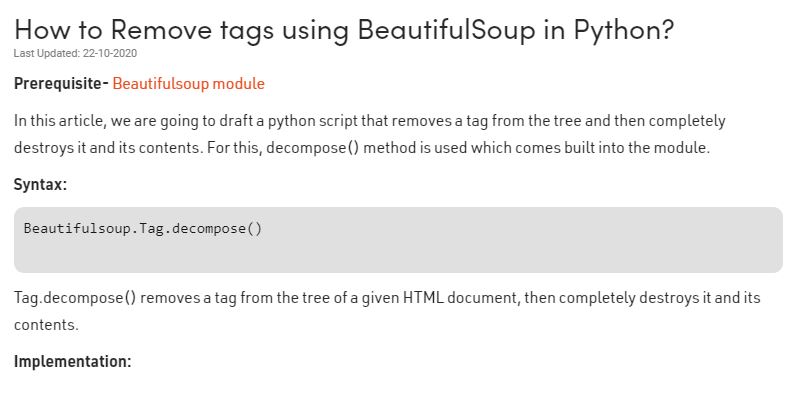 How to Remove tags using BeautifulSoup in Python?
Last Updated: 22-10-2020
Prerequisite- Beautifulsoup module
In this article, we are going to draft a python script that removes a tag from the tree and then completely
destroys it and its contents. For this, decompose() method is used which comes built into the module.
Syntax:
Beautifulsoup.Tag.decompose()
Tag.decompose() removes a tag from the tree of a given HTML document, then completely destroys it and its
contents.
Implementation: